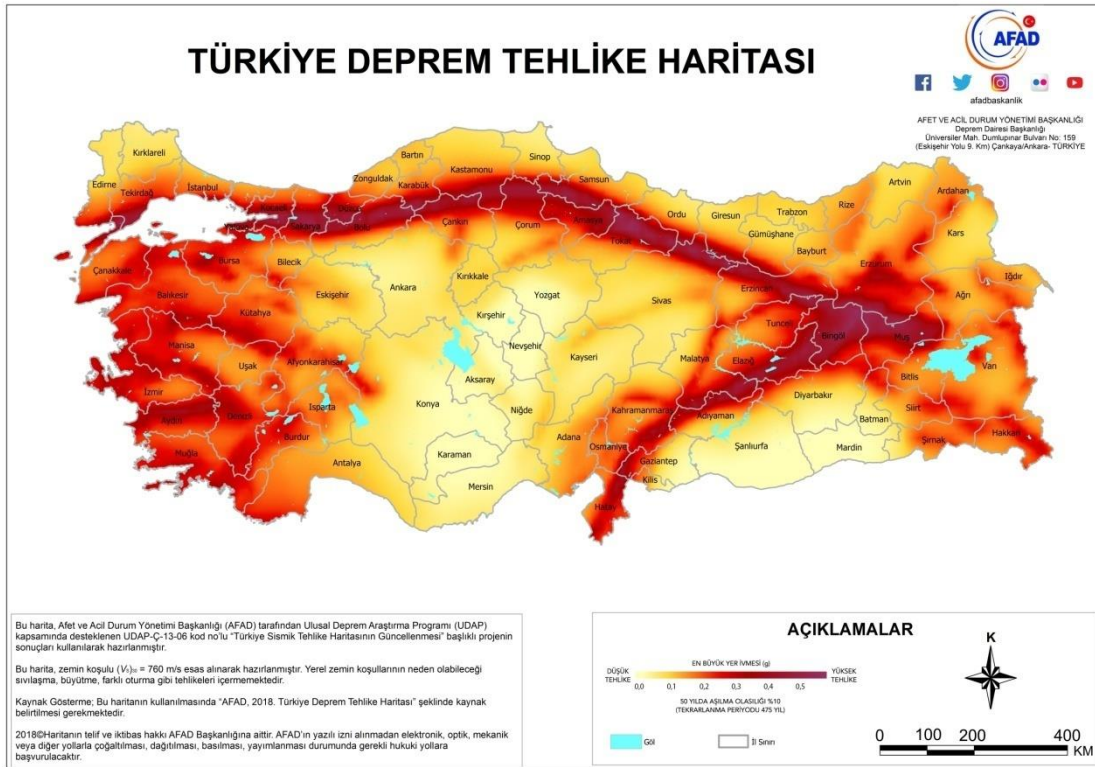 TÜRKİYE DEPREM TEHLİKE HARİTASI
AFAD
afadbaskanlik
AFET VE ACİL DURUM YÖNETİMİ BAŞKANLIĞI
Deprem Dairesi Başkanlığı
Üniversiler Mah. Dumlupınar Bulvarı No: 159
(Eskişehir Yolu 9. Km) Çankaya/Ankara- TÜRKİYE
Kırklareli
Edirne
Tekirdağ
İstanbul
Kocaeli
Yalova
Sakarya
Düzce
Bolu
Zonguldak
Bartın
Karabük
Kastamonu
Sinop
Samsun
Çankırı
Çorum
Amasya
Tokat
Ordu
Giresun
Trabzon
Rize
Artvin
Ardahan
Kars
Gümüşhane
Bayburt
Erzurum
Iğdır
Ağrı
Çanakkale
Balıkesir
Bursa
Bilecik
Eskişehir
Kütahya
Ankara
Kırıkkale
Yozgat
Kırşehir
Sivas
Erzincan
Tunceli
Bingöl
Muş
Manisa
Uşak
Afyonkarahisar
Nevşehir
Kayseri
Malatya
Elazığ
Bitlis
Van
İzmir
Aydın
Denizli
Isparta
Burdur
Konya
Aksaray
Niğde
Kahramanmaraş
Adıyaman
Diyarbakır
Batman
Siirt
Şırnak
Hakkari
Muğla
Antalya
Karaman
Mersin
Adana
Osmaniye
Gaziantep
Kilis
Şanlıurfa
Mardin
Hatay
Bu harita, Afet ve Acil Durum Yönetimi Başkanlığı (AFAD) tarafından Ulusal Deprem Araştırma Programı (UDAP)
kapsamında desteklenen UDAP-Ç-13-06 kod no'lu "Türkiye Sismik Tehlike Haritasının Güncellenmesi" başlıklı projenin
sonuçları kullanılarak hazırlanmıştır.
Bu harita, zemin koşulu (Vₛ)₃₀ = 760 m/s esas alınarak hazırlanmıştır. Yerel zemin koşullarının neden olabileceği
sıvılaşma, büyütme, farklı oturma gibi tehlikeleri içermemektedir.
Kaynak Gösterme; Bu haritanın kullanılmasında "AFAD, 2018. Türkiye Deprem Tehlike Haritası" şeklinde kaynak
belirtilmesi gerekmektedir.
2018©Haritanın telif ve iktibas hakkı AFAD Başkanlığına aittir. AFAD'ın yazılı izni alınmadan elektronik, optik, mekanik
veya diğer yollarla çoğaltılması, dağıtılması, basılması, yayımlanması durumunda gerekli hukuki yollara
başvurulacaktır.
AÇIKLAMALAR
EN BÜYÜK YER İVMESİ (g)
DÜŞÜK
TEHLİKE
YÜKSEK
TEHLİKE
0,0 0,1 0,2 0,3 0,4 0,5
50 YILDA AŞILMA OLASILIĞI %10
(TEKRARLANMA PERİYODU 475 YIL)
Göl
İl Sınırı
K
0 100 200 400
KM